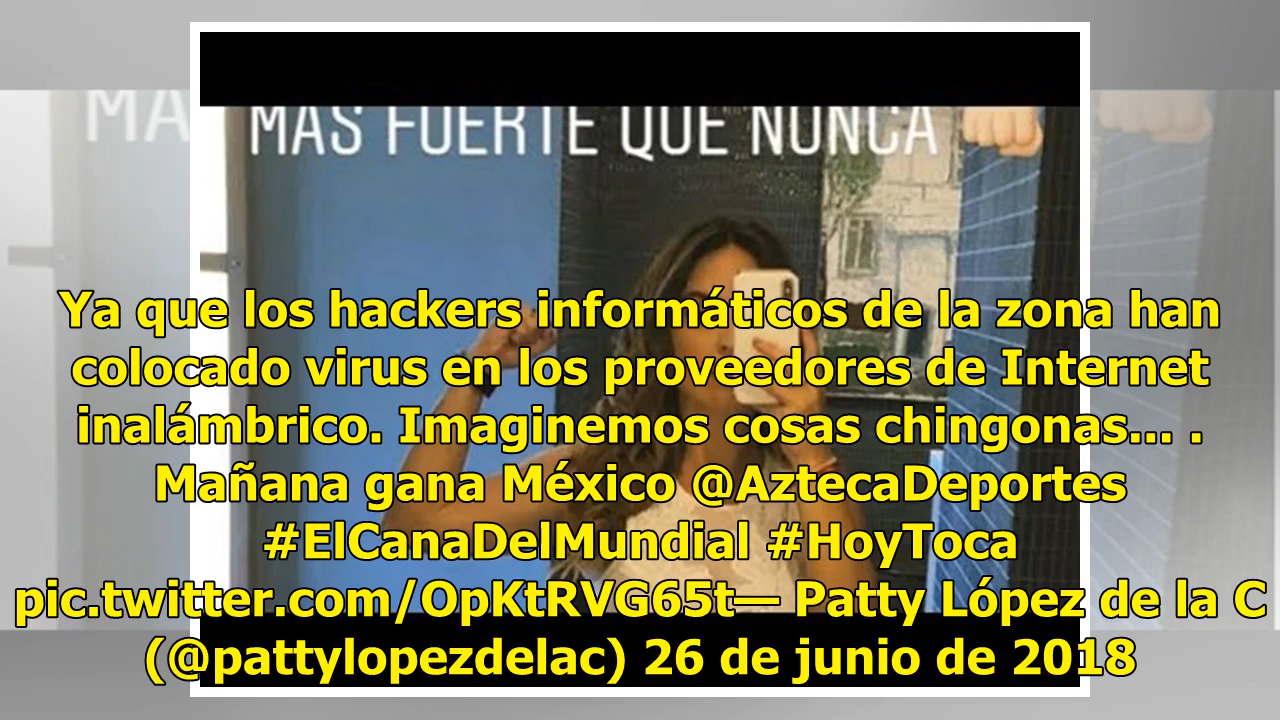 MA
MAS FUERTE QUE NUNCA
Ya que los hackers informáticos de la zona han
colocado virus en los proveedores de Internet
inalámbrico. Imaginemos cosas chingonas... .
Mañana gana México @AztecaDeportes
#ElCanaDelMundial #HoyToca
pic.twitter.com/OpKtRVG65t— Patty López de la C
(@pattylopezdelac) 26 de junio de 2018